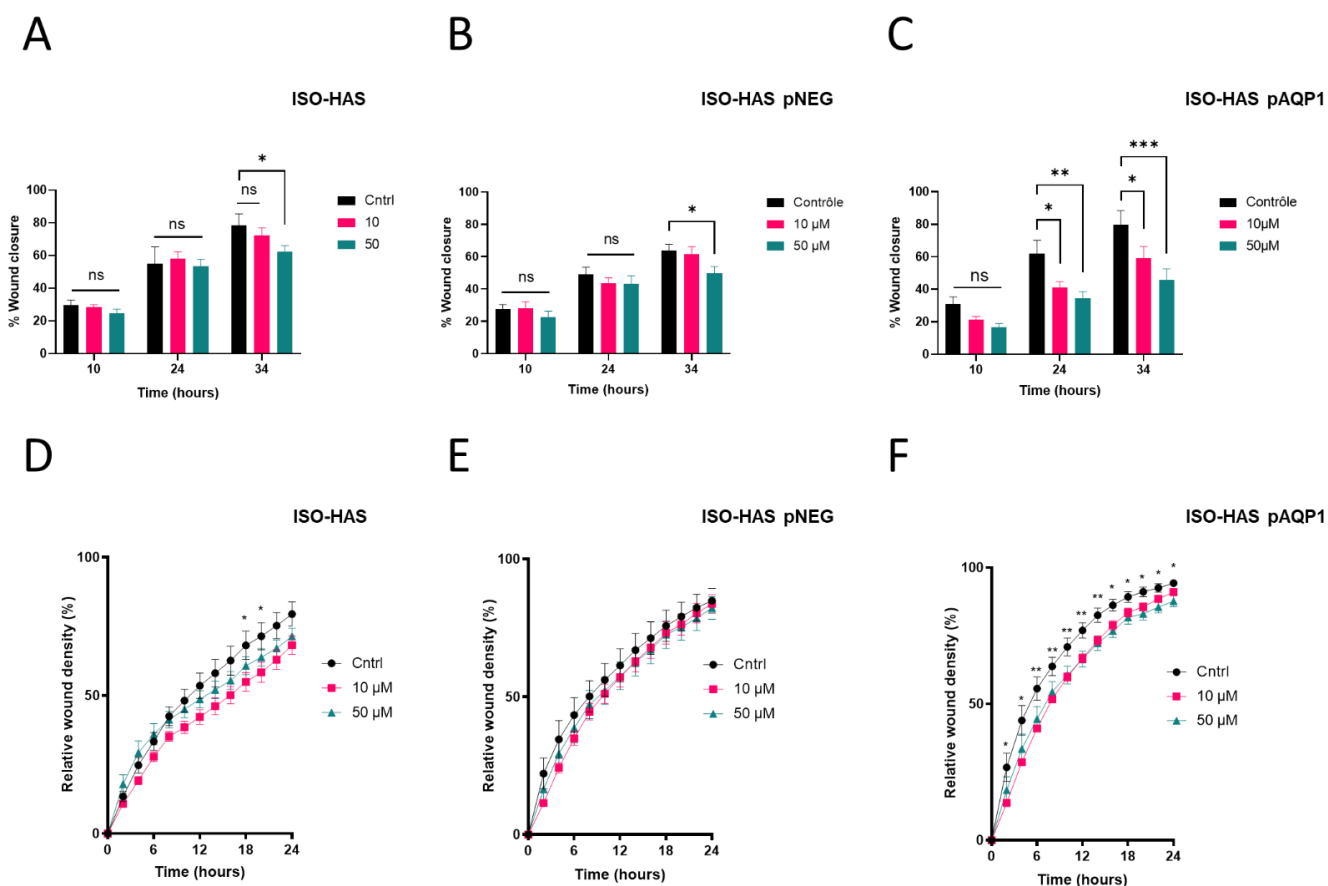 A
B
C
ISO-HAS
ISO-HAS pNEG
ISO-HAS pAQP1
% Wound closure
100
80
60
40
20
0
ns
ns
ns
*
10
24
34
Time (hours)
Cntrl
10
50
% Wound closure
100
80
60
40
20
0
ns
ns
*
10
24
34
Time (hours)
Contrôle
10 µM
50 µM
% Wound closure
100
80
60
40
20
0
ns
*
**
*
***
10
24
34
Time (hours)
Contrôle
10µM
50µM
D
E
F
ISO-HAS
ISO-HAS pNEG
ISO-HAS pAQP1
Relative wound density (%)
100
50
0
* *
0 6 12 18 24
Time (hours)
Cntrl
10 µM
50 µM
Relative wound density (%)
100
50
0
0 6 12 18 24
Time (hours)
Cntrl
10 µM
50 µM
Relative wound density (%)
100
50
0
* * ** ** ** ** ** * * * * *
0 6 12 18 24
Time (hours)
Cntrl
10 µM
50 µM